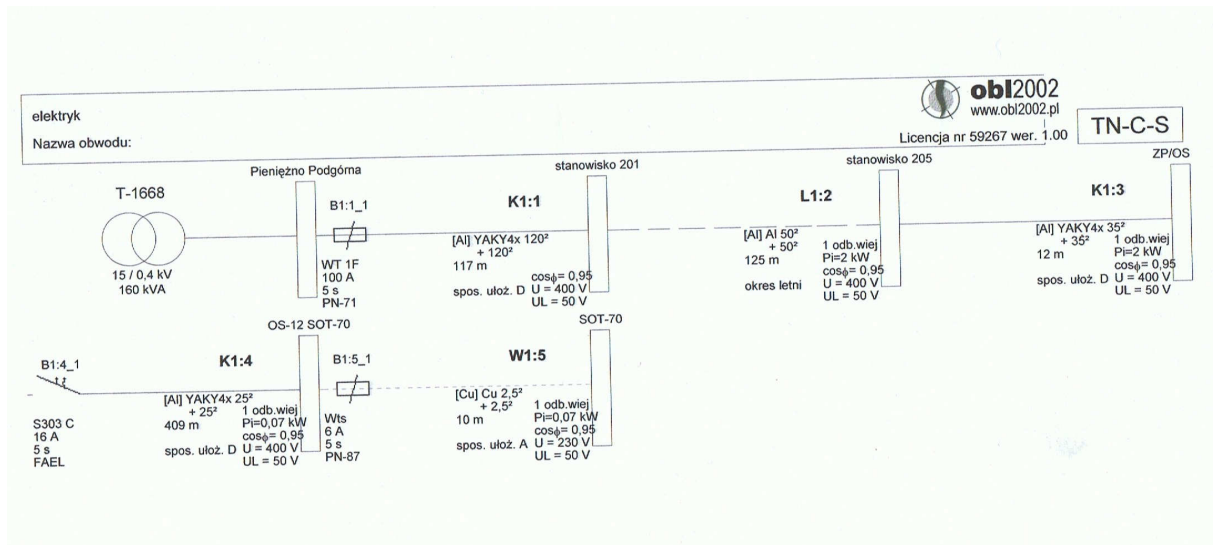 obl2002
www.obl2002.pl
elektryk
Nazwa obwodu:
Licencja nr 59267 wer. 1.00
TN-C-S
T-1668
15 / 0,4 kV
160 kVA
Pieniężno Podgórna
B1:1_1
WT 1F
100 A
5 s
PN-71
K1:1
[Al] YAKY4x 120²
+ 120²
117 m
cosϕ= 0,95
spos. ułoż. D U = 400 V
UL = 50 V
stanowisko 201
L1:2
[Al] Al 50²
+ 50²
125 m
okres letni
1 odb.wiej
Pi=2 kW
cosϕ= 0,95
U = 400 V
UL = 50 V
stanowisko 205
K1:3
[Al] YAKY4x 35²
+ 35² 1 odb.wiej
12 m Pi=2 kW
cosϕ= 0,95
spos. ułoż. D U = 400 V
UL = 50 V
ZP/OS
B1:4_1
S303 C
16 A
5 s
FAEL
K1:4
[Al] YAKY4x 25²
+ 25² 1 odb.wiej
409 m Pi=0,07 kW
cosϕ= 0,95
spos. ułoż. D U = 400 V
UL = 50 V
OS-12 SOT-70
B1:5_1
Wts
6 A
5 s
PN-87
W1:5
[Cu] Cu 2,5²
+ 2,5² 1 odb.wiej
10 m Pi=0,07 kW
cosϕ= 0,95
spos. ułoż. A U = 230 V
UL = 50 V
SOT-70